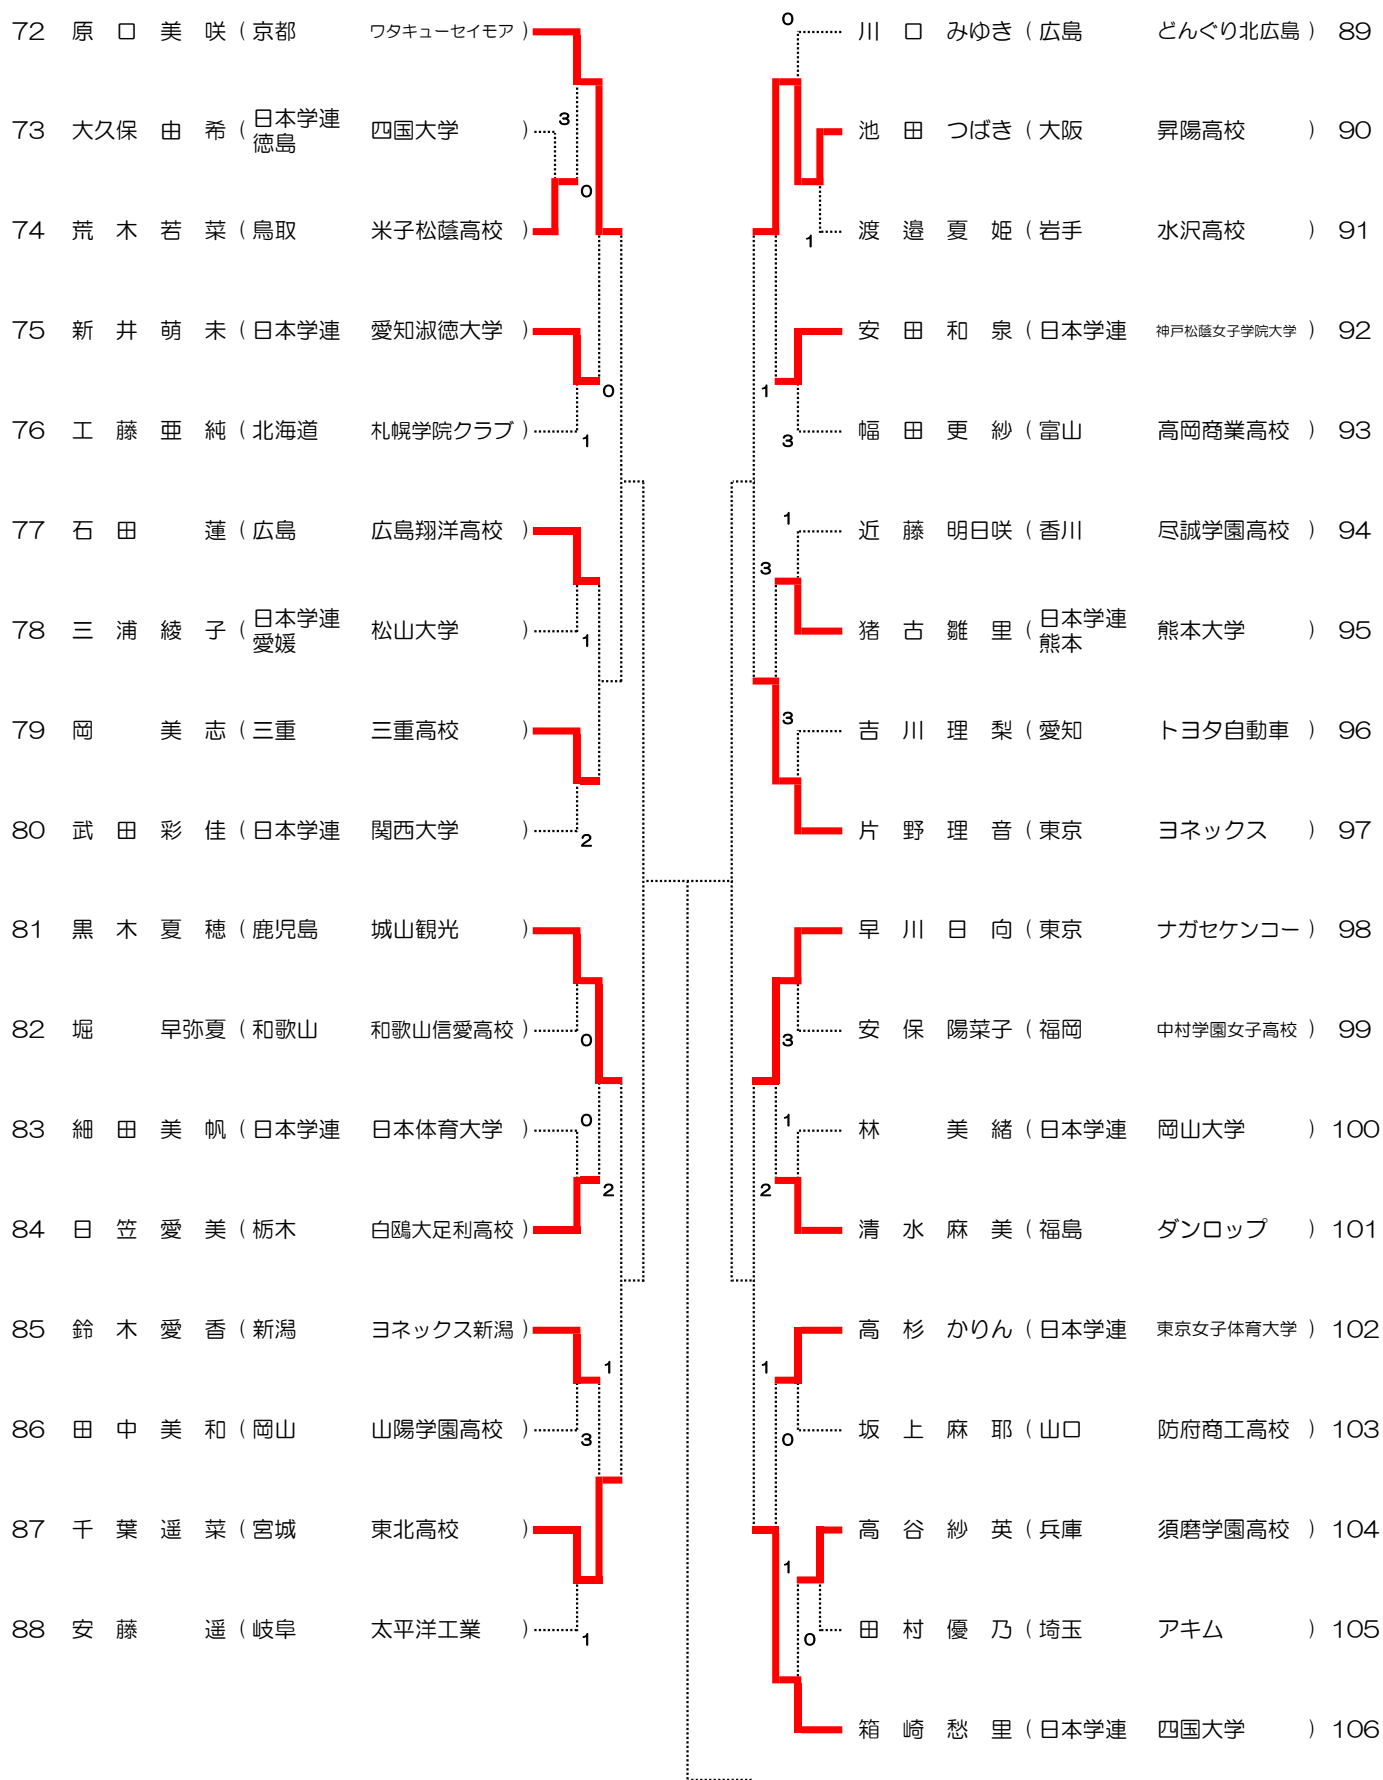 72 原 口 美 咲 ( 京都 ワタキューセイモア )
73 大久保 由 希 ( 日本学連 徳島 四国大学 )
3
0
74 荒 木 若 菜 ( 鳥取 米子松蔭高校 )
75 新 井 萌 未 ( 日本学連 愛知淑徳大学 )
0
76 工 藤 亜 純 ( 北海道 札幌学院クラブ )
1
77 石 田 蓮 ( 広島 広島翔洋高校 )
78 三 浦 綾 子 ( 日本学連 愛媛 松山大学 )
1
79 岡 美 志 ( 三重 三重高校 )
80 武 田 彩 佳 ( 日本学連 関西大学 )
2
81 黒 木 夏 穂 ( 鹿児島 城山観光 )
82 堀 早弥夏 ( 和歌山 和歌山信愛高校 )
0
83 細 田 美 帆 ( 日本学連 日本体育大学 )
0
2
84 日 笠 愛 美 ( 栃木 白鴎大足利高校 )
85 鈴 木 愛 香 ( 新潟 ヨネックス新潟 )
1
86 田 中 美 和 ( 岡山 山陽学園高校 )
3
87 千 葉 遥 菜 ( 宮城 東北高校 )
88 安 藤 遥 ( 岐阜 太平洋工業 )
1
0
川 口 みゆき ( 広島 どんぐり北広島 ) 89
池 田 つばき ( 大阪 昇陽高校 ) 90
渡 邉 夏 姫 ( 岩手 水沢高校 ) 91
1
安 田 和 泉 ( 日本学連 神戸松蔭女子学院大学 ) 92
1
幅 田 更 紗 ( 富山 高岡商業高校 ) 93
3
1
近 藤 明日咲 ( 香川 尽誠学園高校 ) 94
3
猪 古 雛 里 ( 日本学連 熊本 熊本大学 ) 95
3
吉 川 理 梨 ( 愛知 トヨタ自動車 ) 96
片 野 理 音 ( 東京 ヨネックス ) 97
早 川 日 向 ( 東京 ナガセケンコー ) 98
安 保 陽菜子 ( 福岡 中村学園女子高校 ) 99
3
1
林 美 緒 ( 日本学連 岡山大学 ) 100
2
清 水 麻 美 ( 福島 ダンロップ ) 101
高 杉 かりん ( 日本学連 東京女子体育大学 ) 102
1
坂 上 麻 耶 ( 山口 防府商工高校 ) 103
0
高 谷 紗 英 ( 兵庫 須磨学園高校 ) 104
1
田 村 優 乃 ( 埼玉 アキム ) 105
0
箱 崎 愁 里 ( 日本学連 四国大学 ) 106